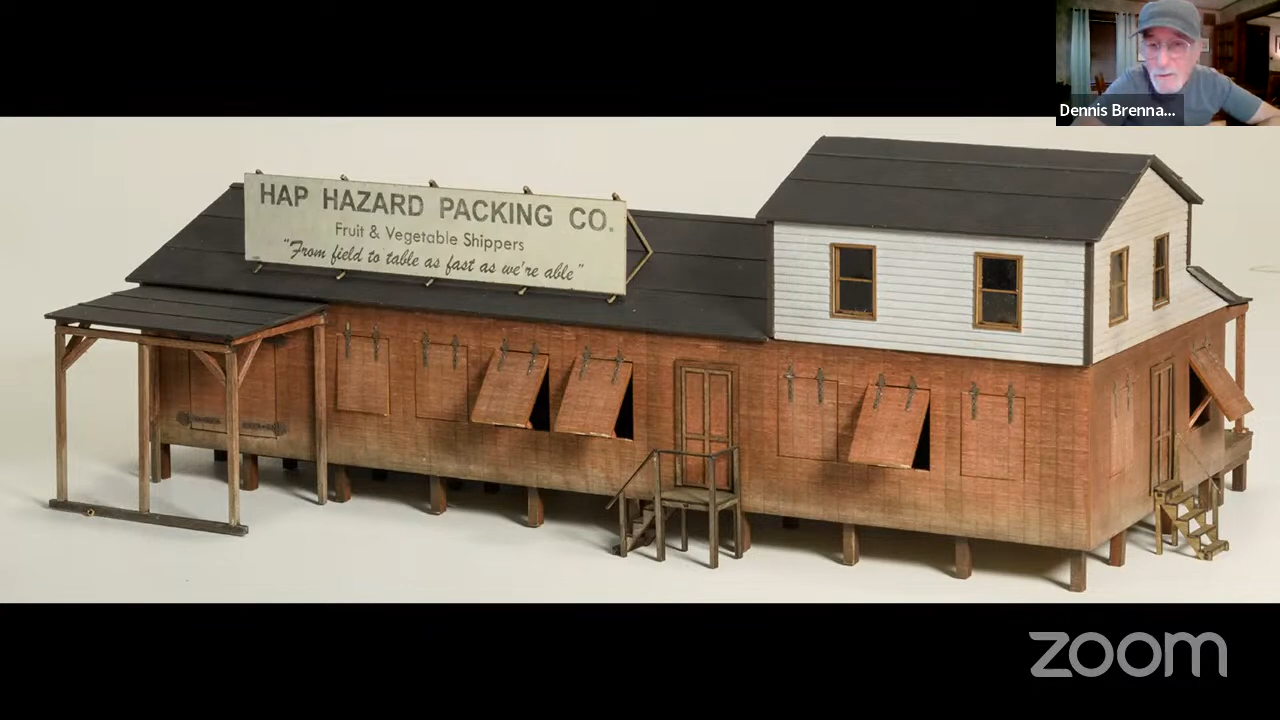 Dennis Brenna...
HAP HAZARD PACKING CO.
Fruit & Vegetable Shippers
"From field to table as fast as we're able"
zoom